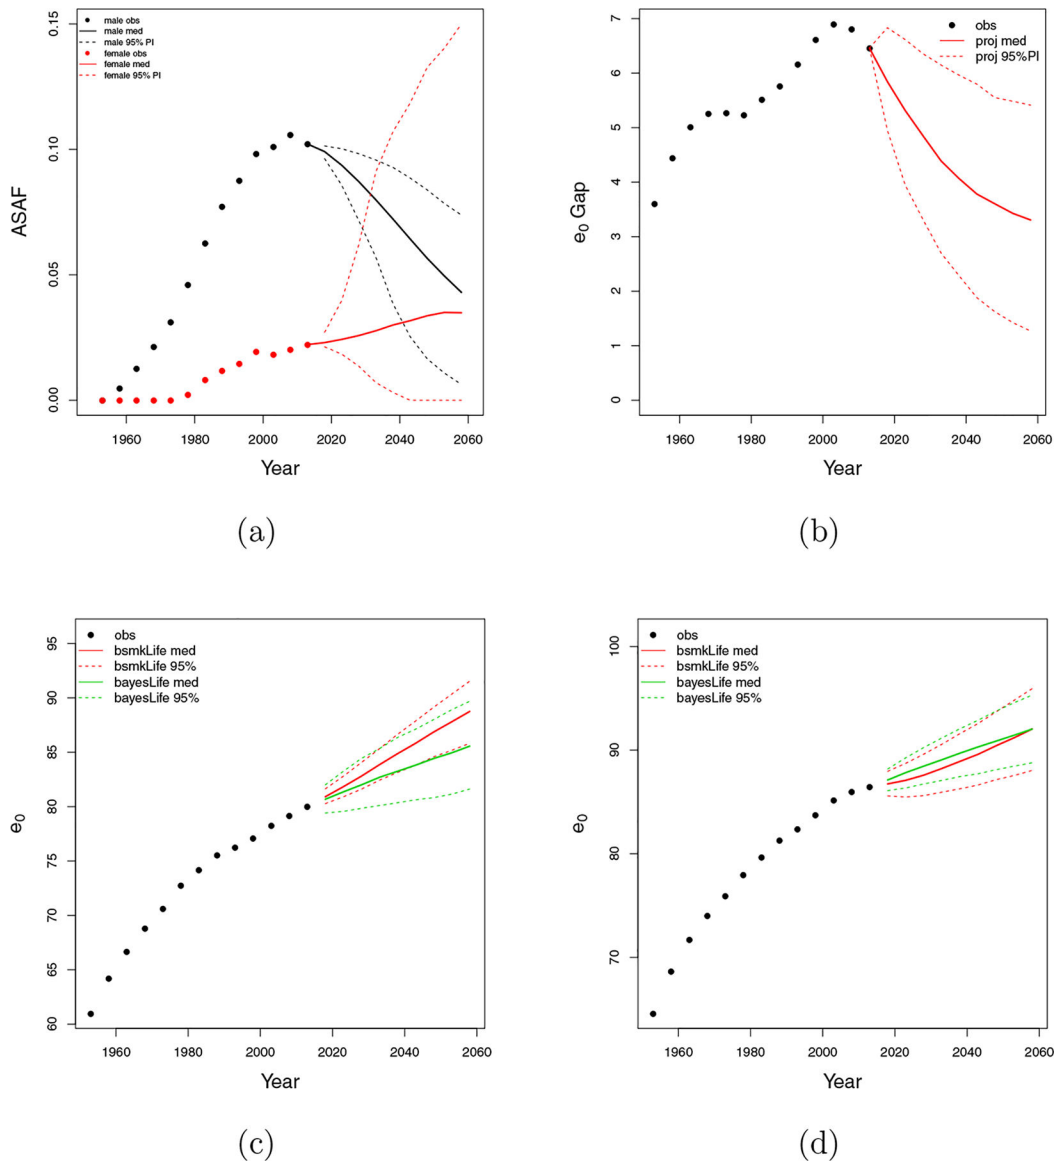 male obs
male med
male 95% PI
female obs
female med
female 95% PI
ASAF
0.15
0.10
0.05
0.00
1960 1980 2000 2020 2040 2060
Year
(a)
obs
proj med
proj 95%PI
e0 Gap
7
6
5
4
3
2
1
0
1960 1980 2000 2020 2040 2060
Year
(b)
obs
bsmkLife med
bsmkLife 95%
bayesLife med
bayesLife 95%
e0
95
90
85
80
75
70
65
60
1960 1980 2000 2020 2040 2060
Year
(c)
obs
bsmkLife med
bsmkLife 95%
bayesLife med
bayesLife 95%
e0
100
90
80
70
1960 1980 2000 2020 2040 2060
Year
(d)